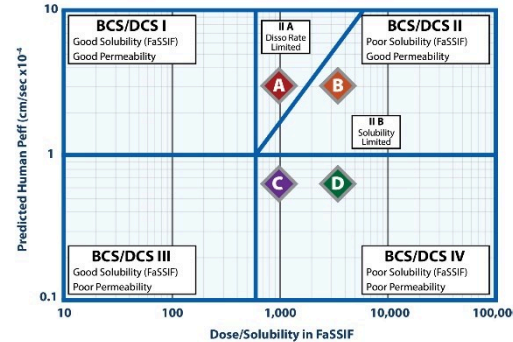 10
BCS/DCS I
Good Solubility (FaSSIF)
Good Permeability
II A
Disso Rate
Limited
BCS/DCS II
Poor Solubility (FaSSIF)
Good Permeability
A
B
II B
Solubility
Limited
Predicted Human Peff (cm/sec x10⁻⁴)
1
C
D
BCS/DCS III
Good Solubility (FaSSIF)
Poor Permeability
BCS/DCS IV
Poor Solubility (FaSSIF)
Poor Permeability
0.1
10
100
1,000
10,000
100,000
Dose/Solubility in FaSSIF